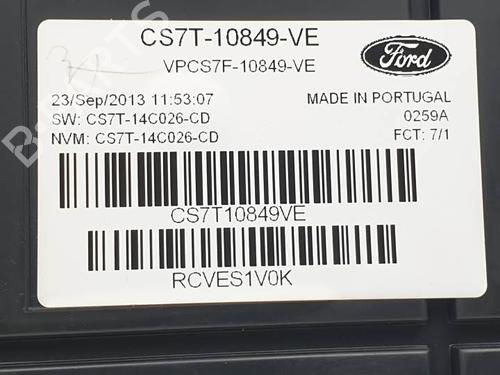 CS7T-10849-VE
VPCS7F-10849-VE
Ford
23/Sep/2013 11:53:07
MADE IN PORTUGAL
SW: CS7T-14C026-CD
0259A
NVM: CS7T-14C026-CD
FCT: 7/1
CS7T10849VE
RCVES1V0K